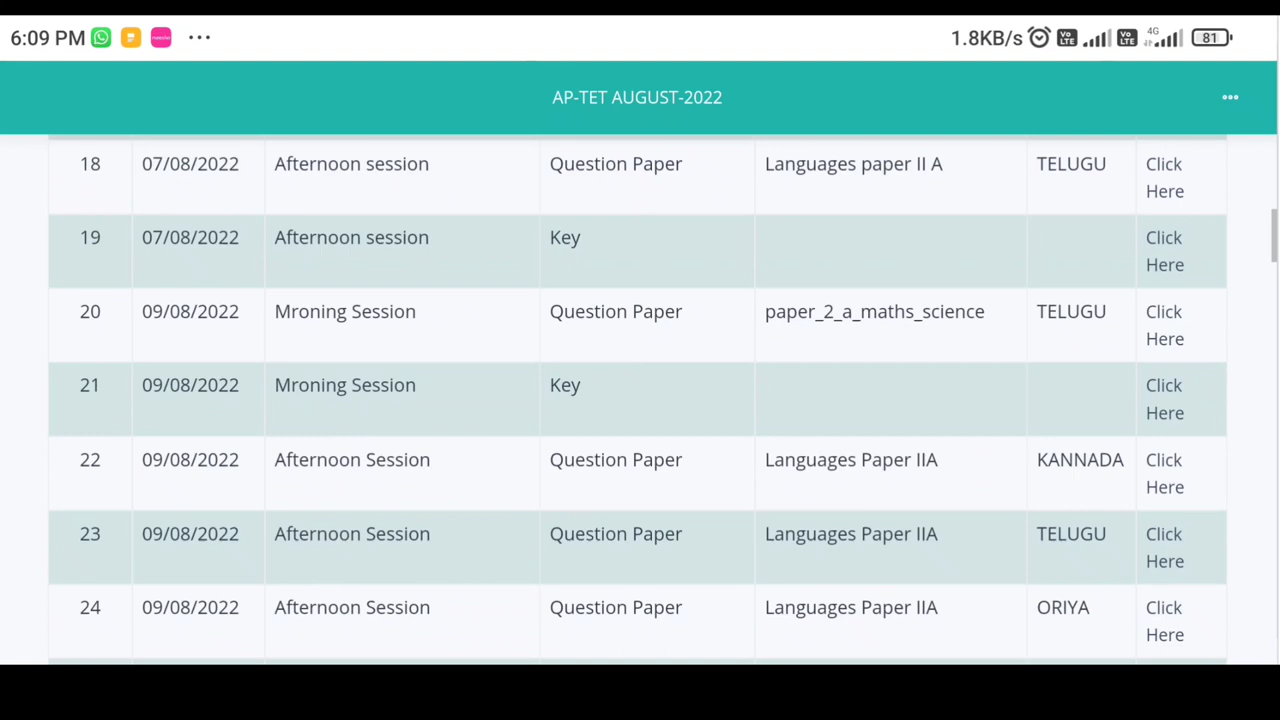 6:09 PM
1.8KB/s
4G
81
AP-TET AUGUST-2022
18 07/08/2022 Afternoon session Question Paper Languages paper II A TELUGU Click
Here
19 07/08/2022 Afternoon session Key Click
Here
20 09/08/2022 Mroning Session Question Paper paper_2_a_maths_science TELUGU Click
Here
21 09/08/2022 Mroning Session Key Click
Here
22 09/08/2022 Afternoon Session Question Paper Languages Paper IIA KANNADA Click
Here
23 09/08/2022 Afternoon Session Question Paper Languages Paper IIA TELUGU Click
Here
24 09/08/2022 Afternoon Session Question Paper Languages Paper IIA ORIYA Click
Here